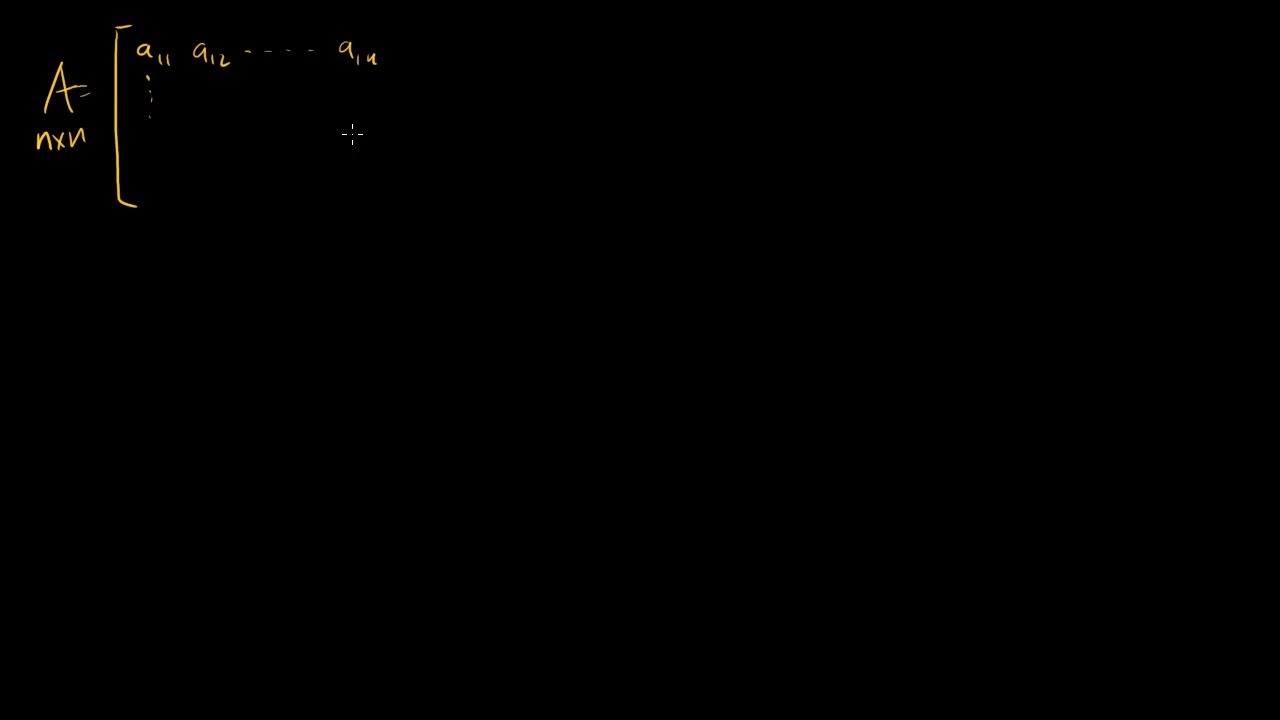 A = [ a₁₁ a₁₂ ----- a₁ₙ
n×n